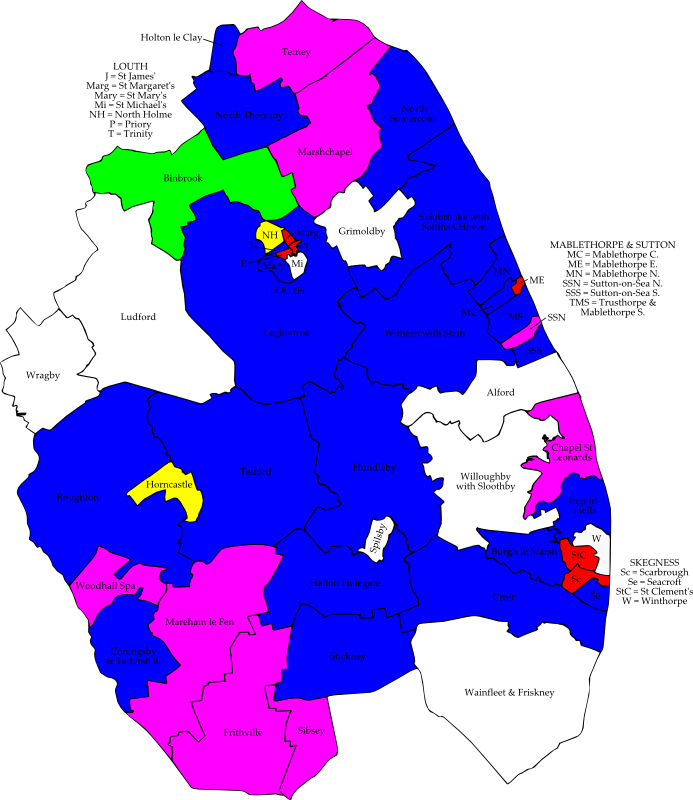 Holton le Clay
Tetney
LOUTH
J = St James'
Marg = St Margaret's
Mary = St Mary's
Mi = St Michael's
NH = North Holme
P = Priory
T = Trinity
North Thoresby
North
Somercotes
Marshchapel
Binbrook
Grimoldby
Skidbrooke with
Saltfleet Haven
NH
Marg
Mary
Mi
LOUTH
MABLETHORPE & SUTTON
MC = Mablethorpe C.
ME = Mablethorpe E.
MN = Mablethorpe N.
SSN = Sutton-on-Sea N.
SSS = Sutton-on-Sea S.
TMS = Trusthorpe &
Mablethorpe S.
MN
ME
MC
SSN
SSS
Ludford
Legbourne
Withern with Stain
Wragby
Alford
Chapel St
Leonards
Horncastle
Tetford
Hundleby
Willoughby
with Sloothby
Roughton
Ingold-
mells
Spilsby
W
Burgh le Marsh
StC
SKEGNESS
Sc = Scarbrough
Se = Seacroft
StC = St Clement's
W = Winthorpe
Woodhall Spa
Halton Holegate
Sc
Se
Croft
Mareham le Fen
Coningsby
& Tattershall
Stickney
Wainfleet & Friskney
Frithville
Sibsey